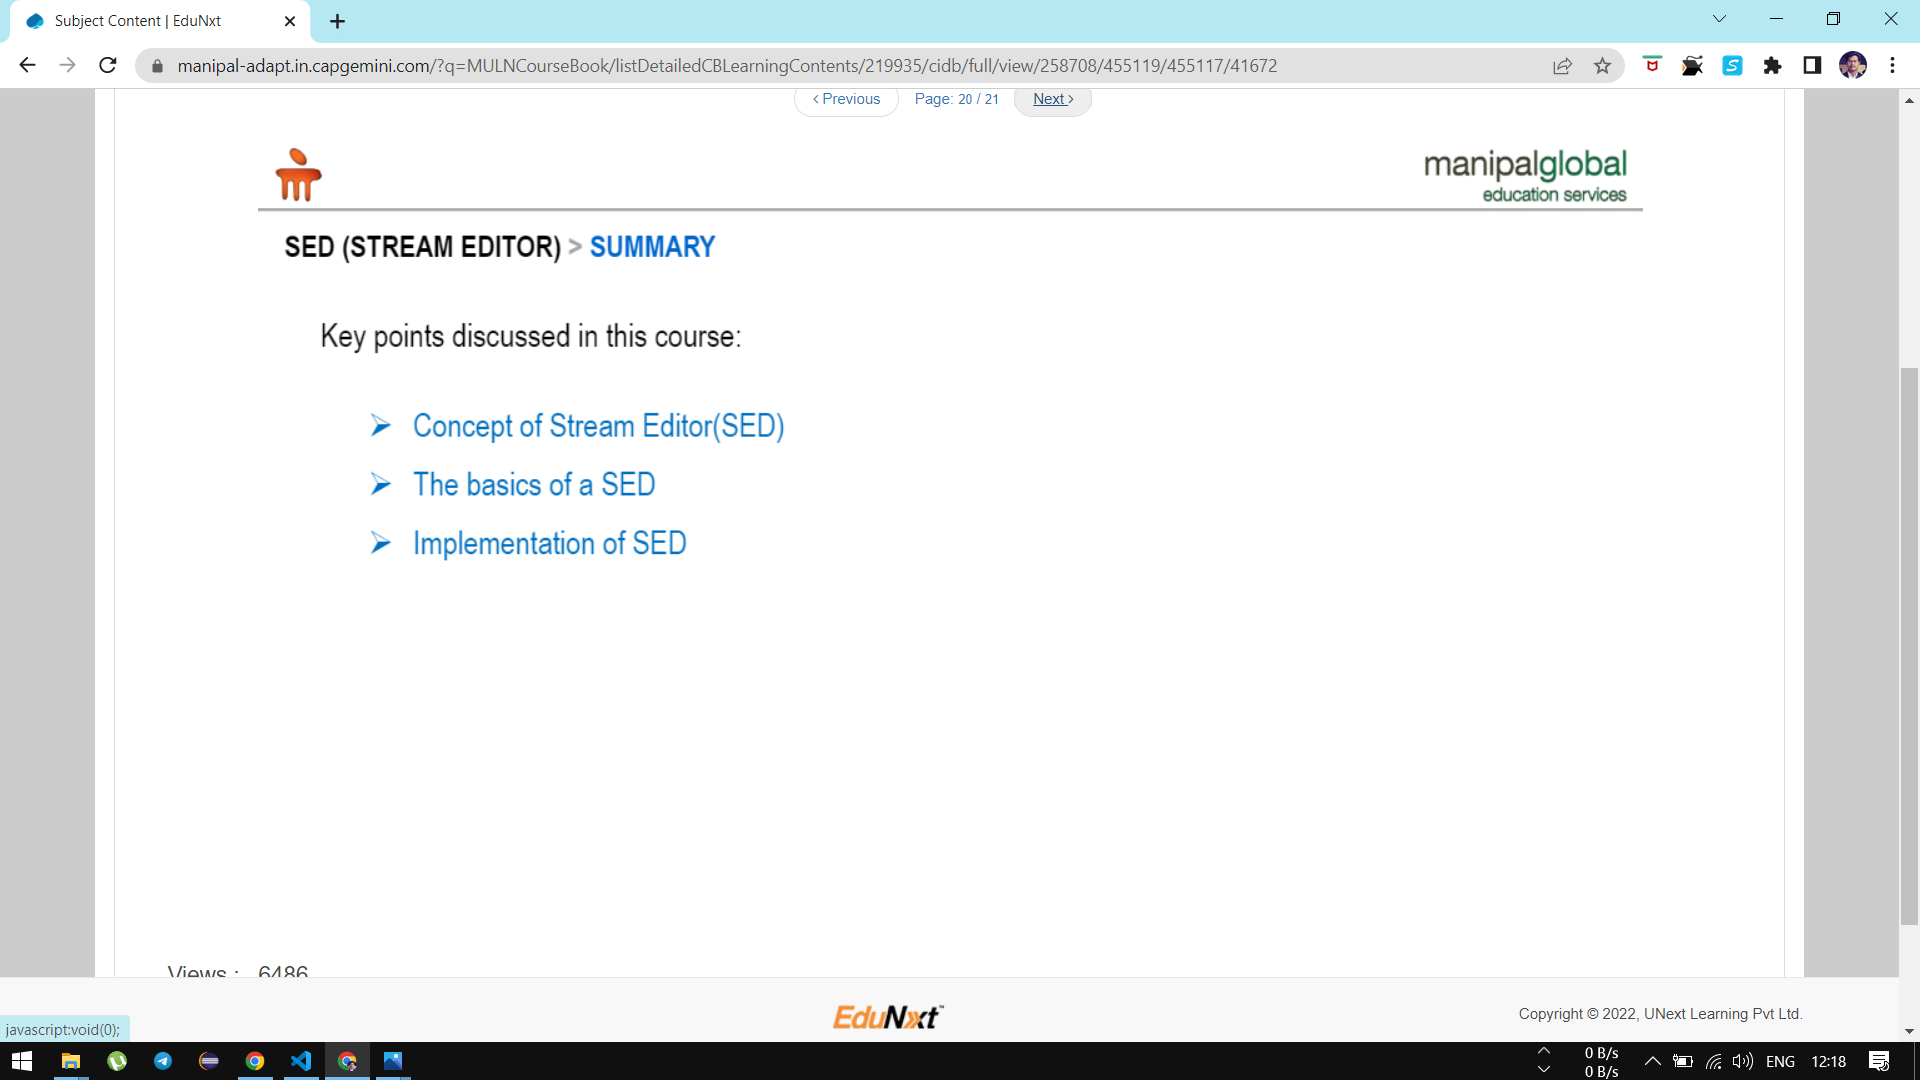 Subject Content | EduNxt
manipal-adapt.in.capgemini.com/?q=MULNCourseBook/listDetailedCBLearningContents/219935/cidb/full/view/258708/455119/455117/41672
‹ Previous Page: 20 / 21 Next ›
manipalglobal
education services
SED (STREAM EDITOR) > SUMMARY
Key points discussed in this course:
➢ Concept of Stream Editor(SED)
➢ The basics of a SED
➢ Implementation of SED
Views : 6486
EduNxt™
Copyright © 2022, UNext Learning Pvt Ltd.
javascript:void(0);
0 B/s
0 B/s
ENG 12:18